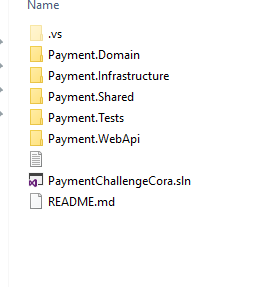 Name
.vs
Payment.Domain
Payment.Infrastructure
Payment.Shared
Payment.Tests
Payment.WebApi
PaymentChallengeCora.sln
README.md